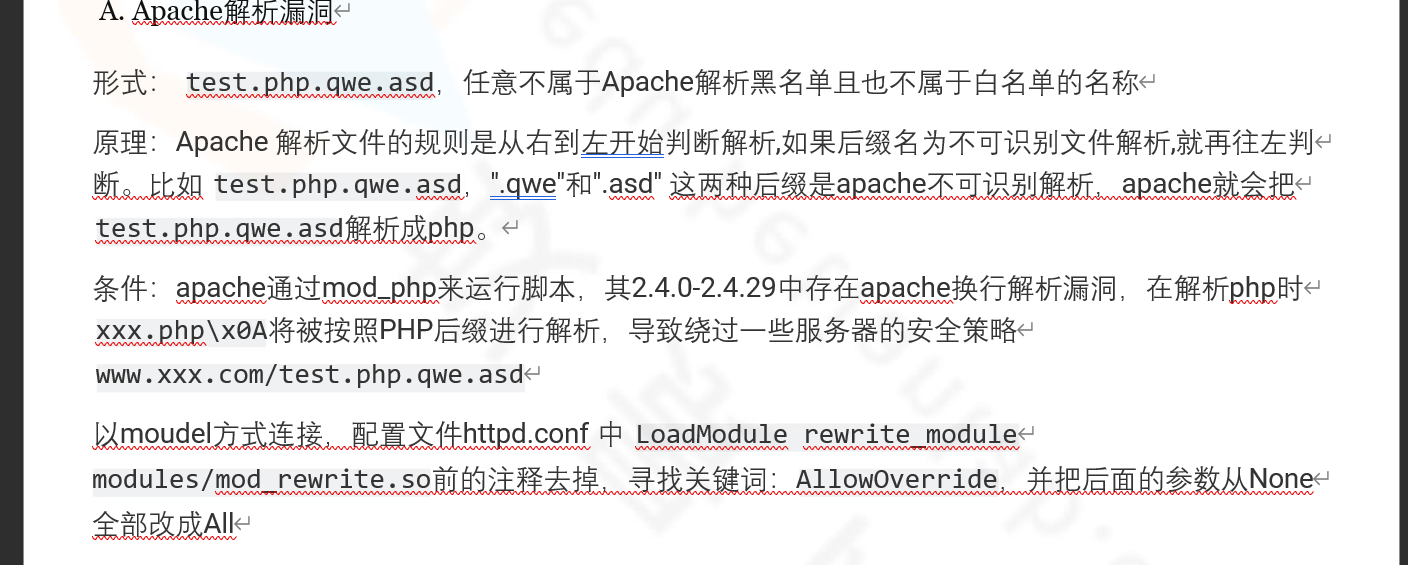 A. Apache解析漏洞
形式： test.php.qwe.asd，任意不属于Apache解析黑名单且也不属于白名单的名称
原理：Apache 解析文件的规则是从右到左开始判断解析,如果后缀名为不可识别文件解析,就再往左判
断。比如 test.php.qwe.asd，".qwe"和".asd" 这两种后缀是apache不可识别解析，apache就会把
test.php.qwe.asd解析成php。
条件：apache通过mod_php来运行脚本，其2.4.0-2.4.29中存在apache换行解析漏洞，在解析php时
xxx.php\x0A将被按照PHP后缀进行解析，导致绕过一些服务器的安全策略
www.xxx.com/test.php.qwe.asd
以moudel方式连接，配置文件httpd.conf 中 LoadModule rewrite_module
modules/mod_rewrite.so前的注释去掉，寻找关键词：AllowOverride，并把后面的参数从None
全部改成All